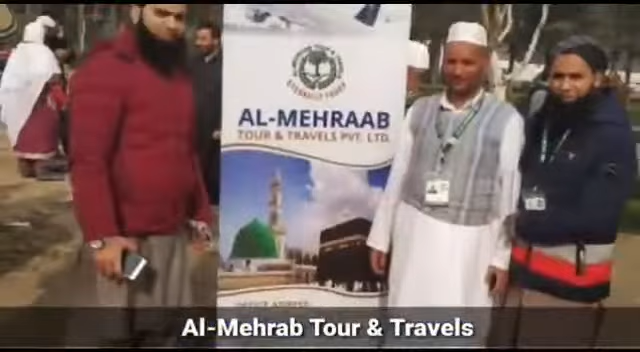 AL-MEHRAAB
TOUR & TRAVELS PVT. LTD.
Al-Mehrab Tour & Travels